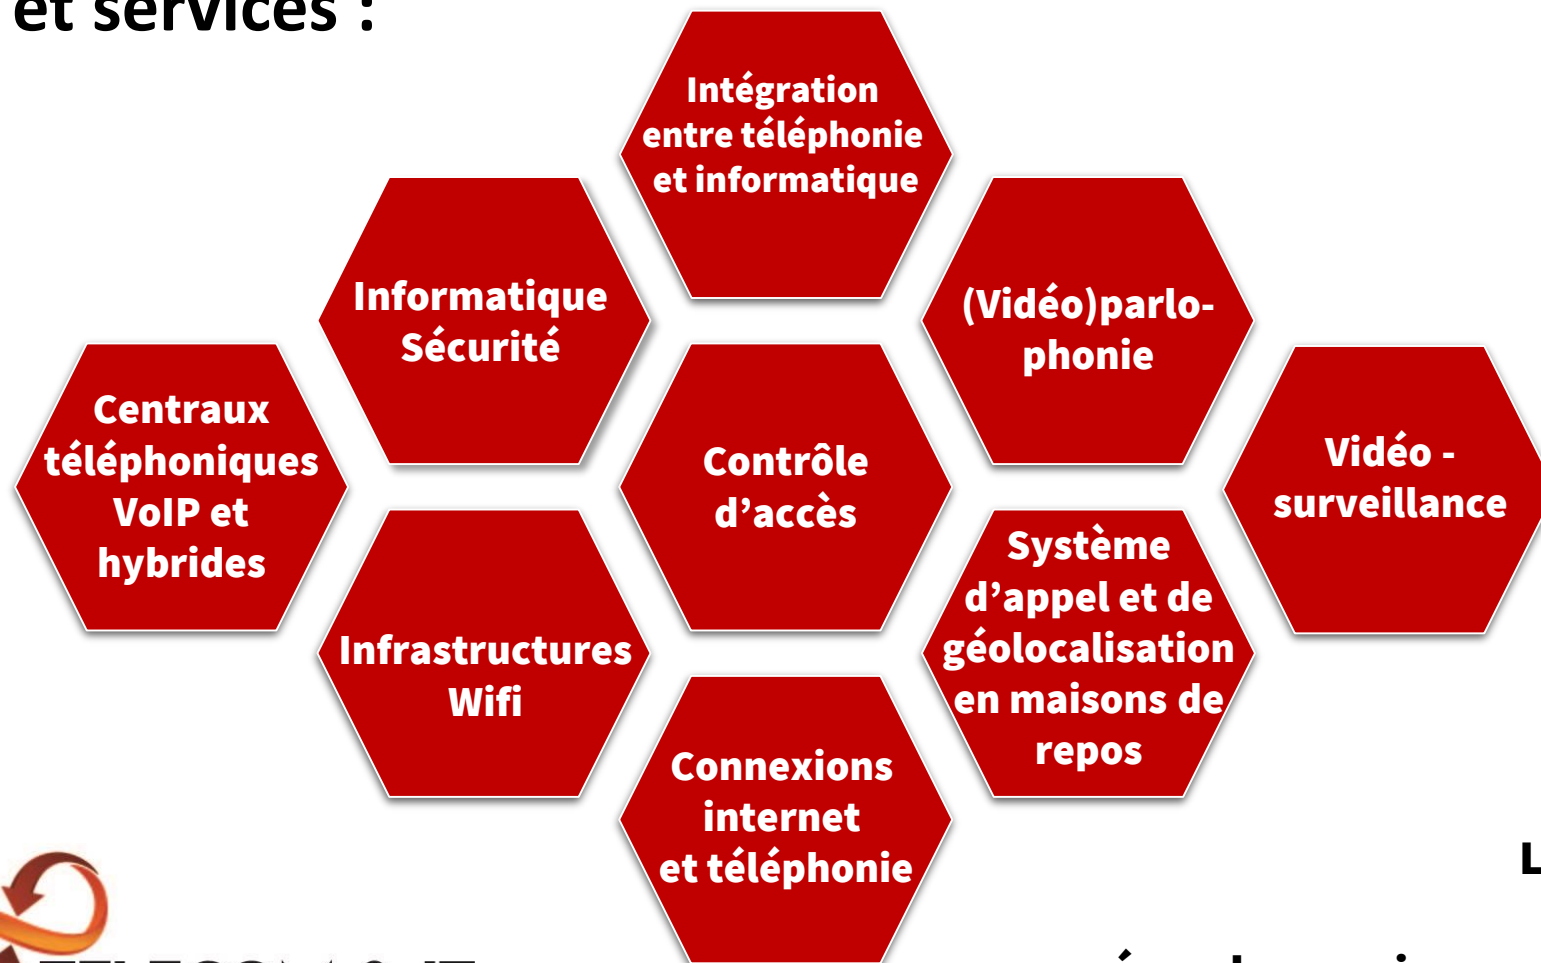 et services :
Intégration
entre téléphonie
et informatique
Informatique
Sécurité
(Vidéo)parlo-
phonie
Centraux
téléphoniques
VoIP et
hybrides
Contrôle
d’accès
Vidéo -
surveillance
Infrastructures
Wifi
Système
d’appel et de
géolocalisation
en maisons de
repos
Connexions
internet
et téléphonie